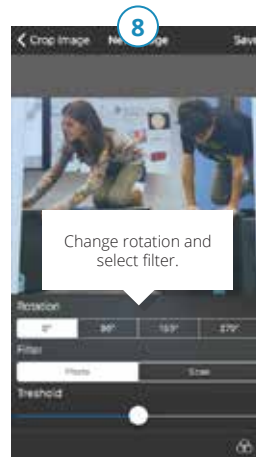 8
Crop Image
Save
Change rotation and
select filter.
Rotation
0° 90° 180° 270°
Filter
Photo Scan
Treshold